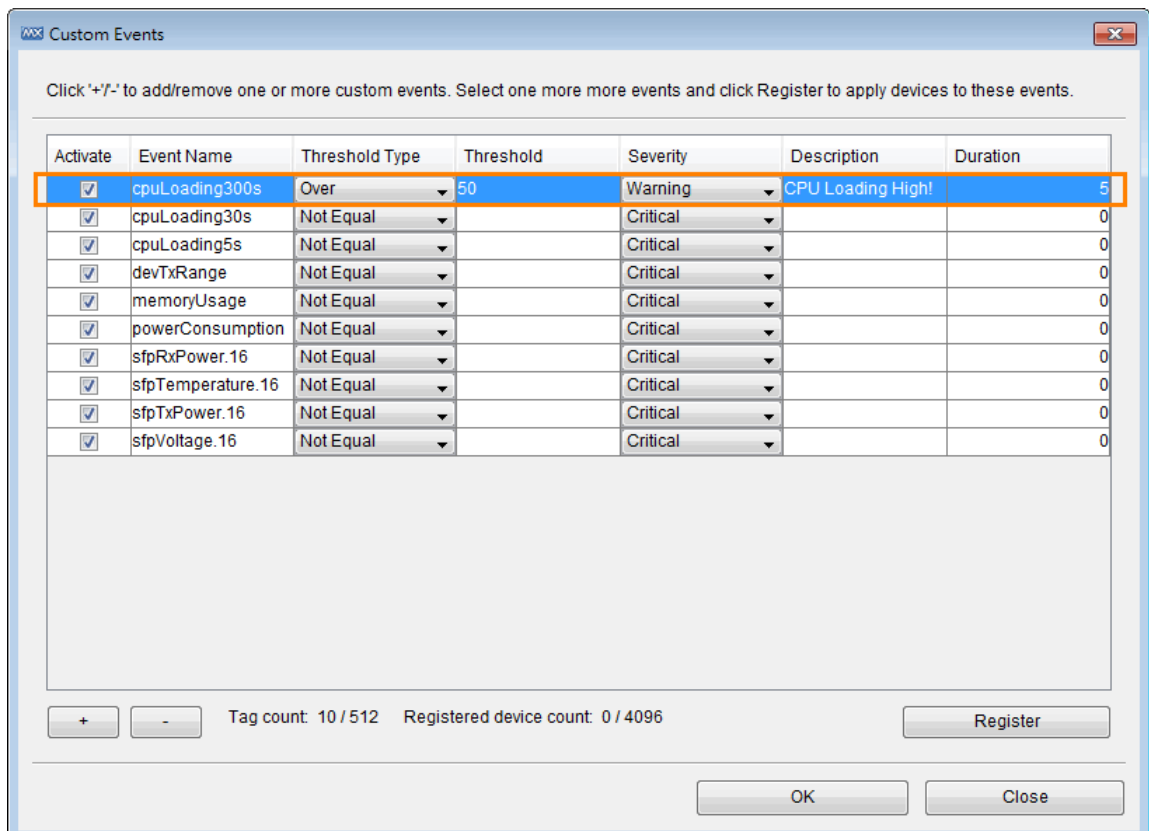 MX Custom Events
Click '+'/'-' to add/remove one or more custom events. Select one more more events and click Register to apply devices to these events.
Activate Event Name Threshold Type Threshold Severity Description Duration
cpuLoading300s Over 50 Warning CPU Loading High! 5
cpuLoading30s Not Equal Critical 0
cpuLoading5s Not Equal Critical 0
devTxRange Not Equal Critical 0
memoryUsage Not Equal Critical 0
powerConsumption Not Equal Critical 0
sfpRxPower.16 Not Equal Critical 0
sfpTemperature.16 Not Equal Critical 0
sfpTxPower.16 Not Equal Critical 0
sfpVoltage.16 Not Equal Critical 0
+ - Tag count: 10 / 512 Registered device count: 0 / 4096 Register
OK Close